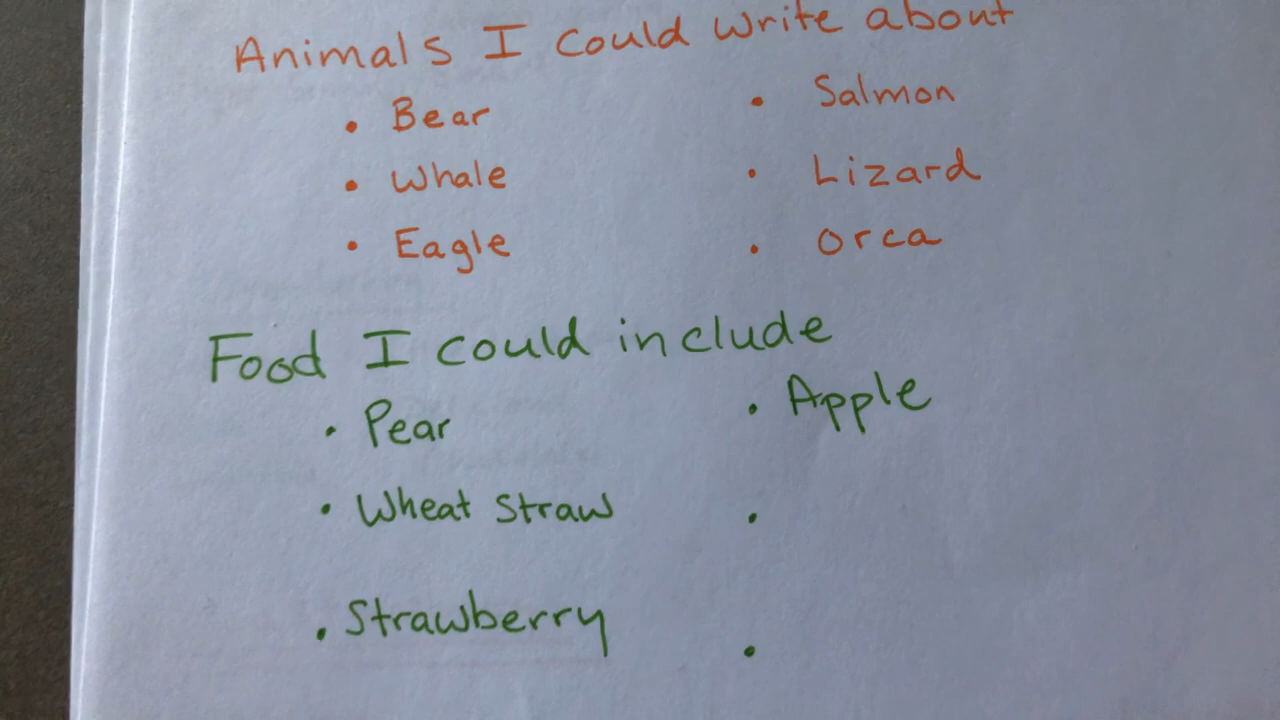 Animals I could write about
• Bear • Salmon
• Whale • Lizard
• Eagle • Orca
Food I could include
• Pear • Apple
• Wheat Straw •
• Strawberry •